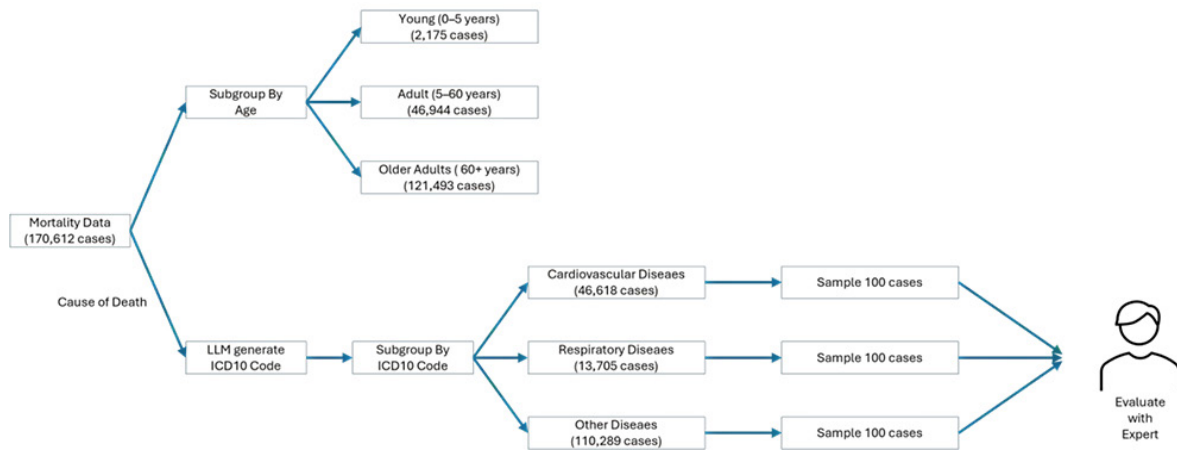 Young (0–5 years)
(2,175 cases)
Subgroup By
Age
Adult (5–60 years)
(46,944 cases)
Older Adults ( 60+ years)
(121,493 cases)
Mortality Data
(170,612 cases)
Cause of Death
LLM generate
ICD10 Code
Subgroup By
ICD10 Code
Cardiovascular Diseaes
(46,618 cases)
Sample 100 cases
Respiratory Diseases
(13,705 cases)
Sample 100 cases
Other Diseaes
(110,289 cases)
Sample 100 cases
Evaluate
with
Expert